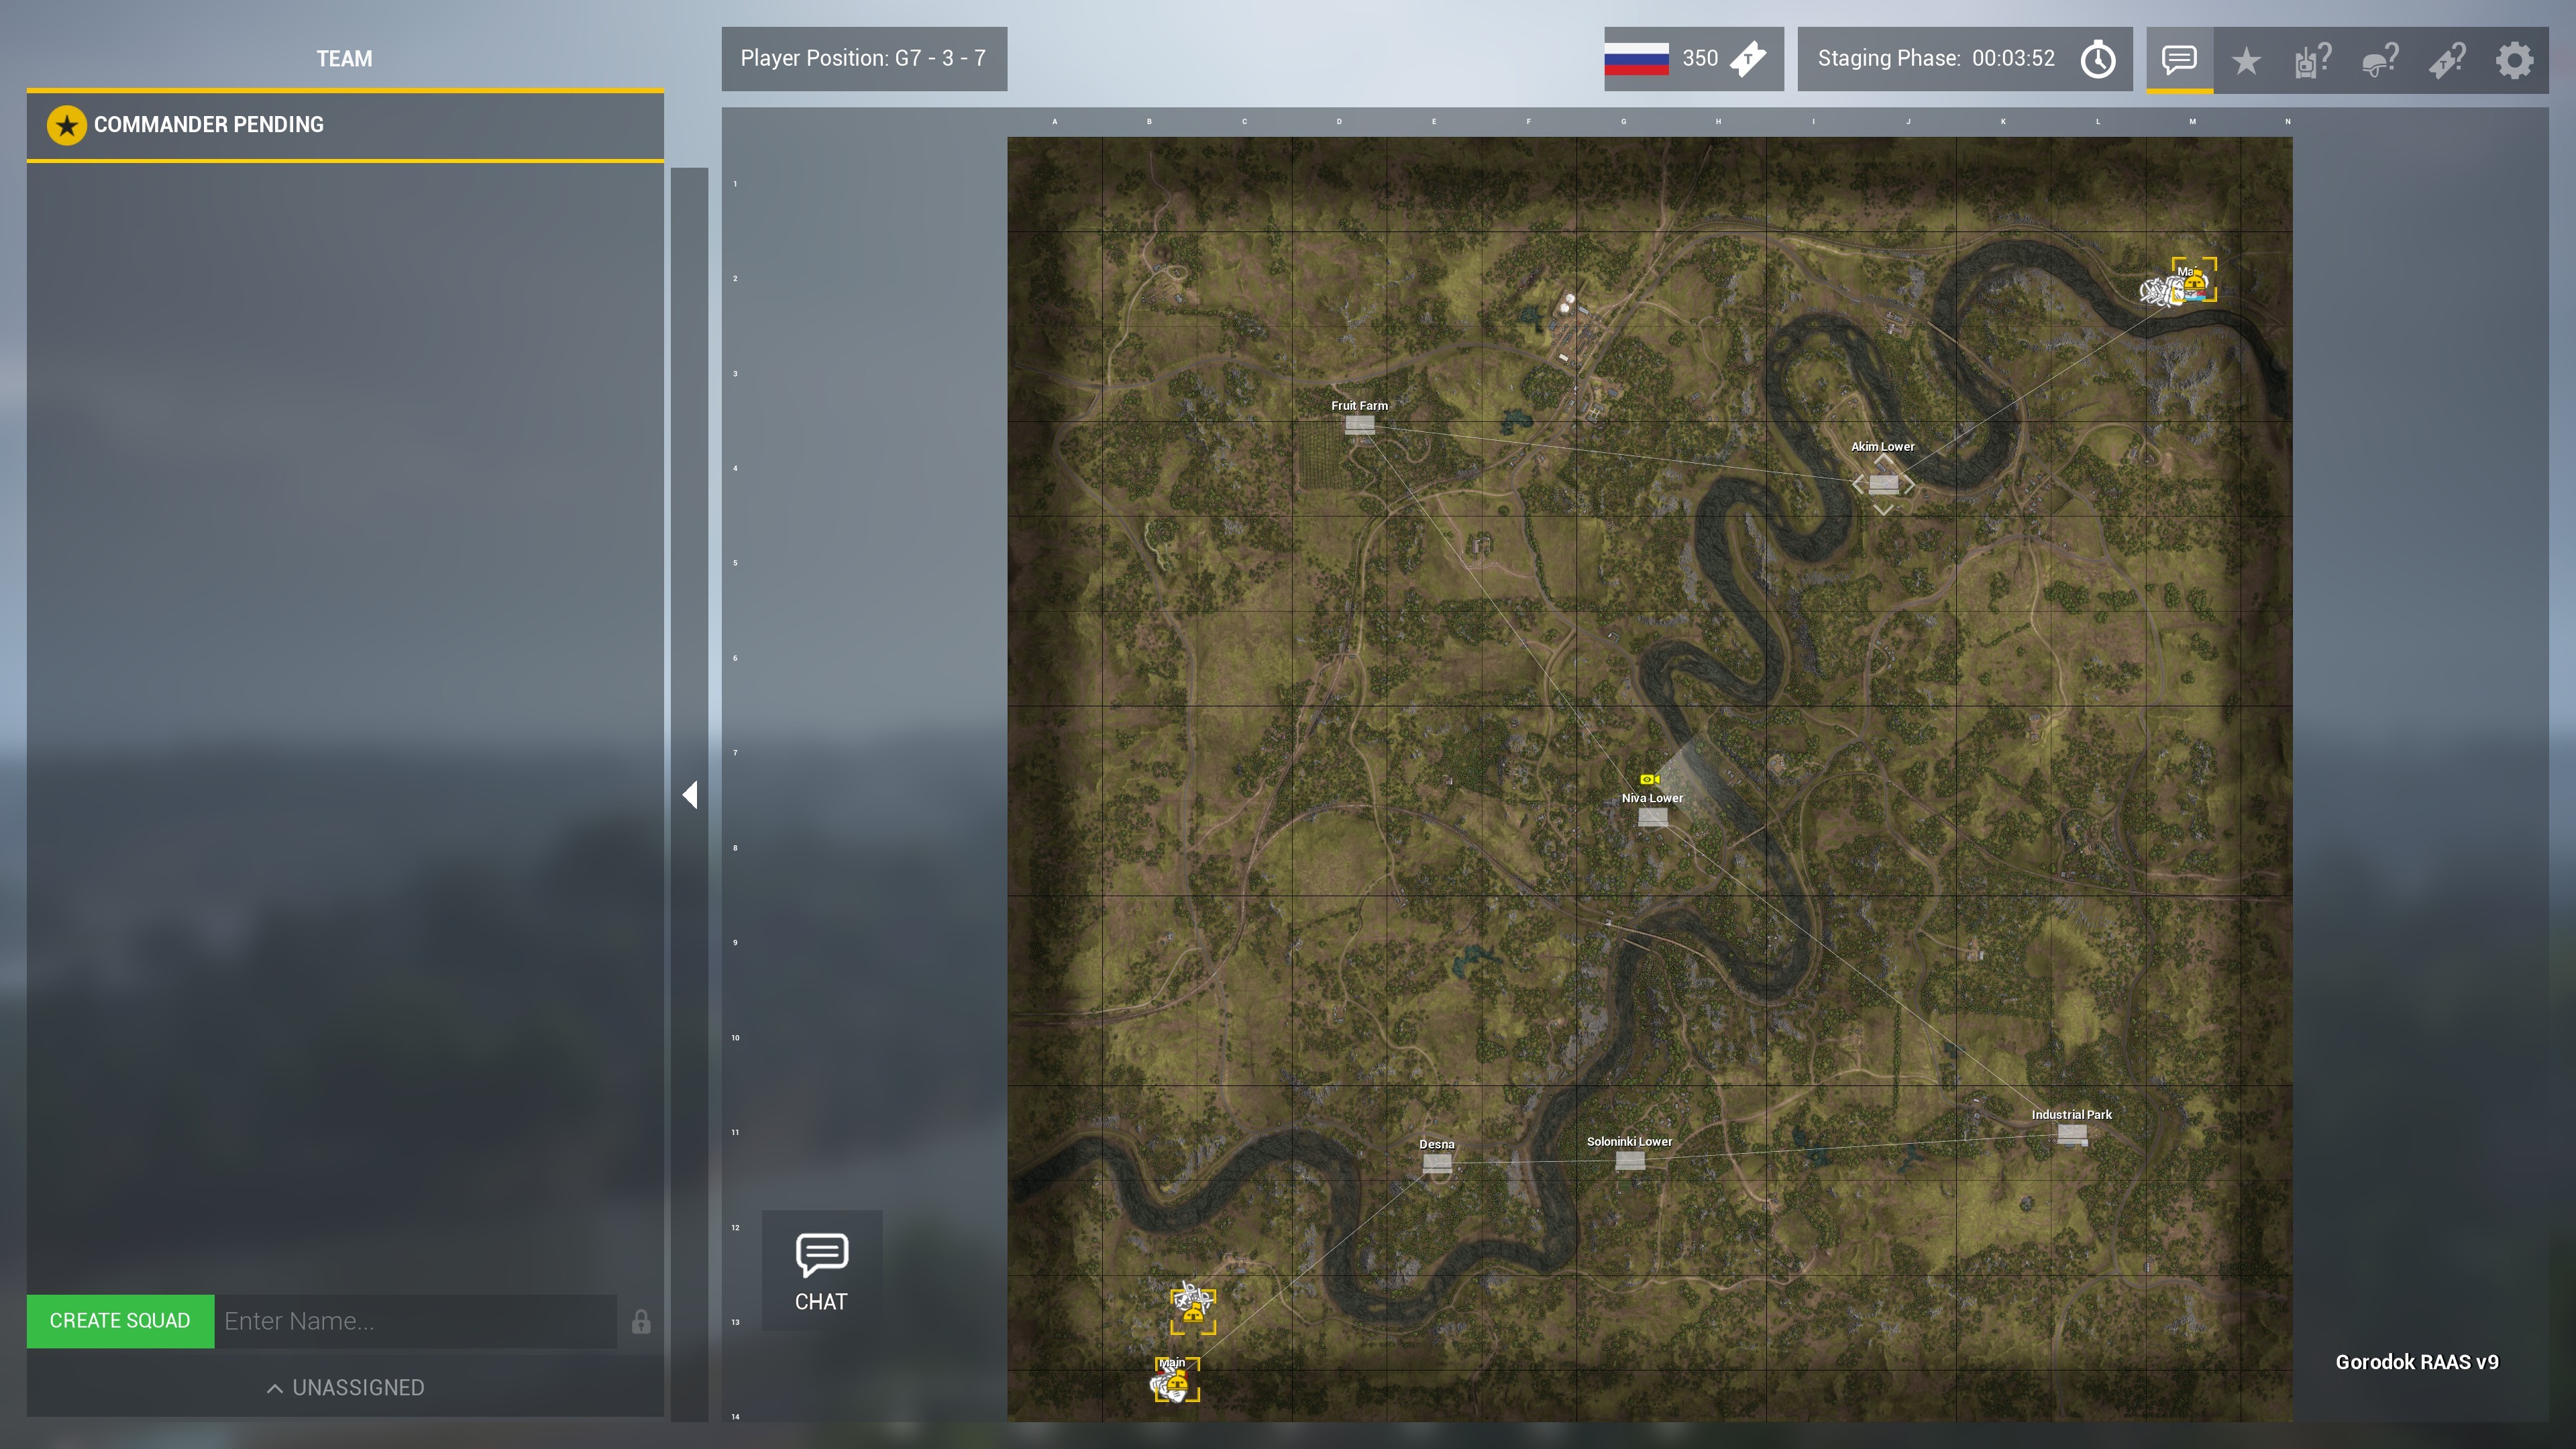 TEAM
Player Position: G7 - 3 - 7
350
Staging Phase: 00:03:52
COMMANDER PENDING
A B C D E F G H I J K L M N
1
2
3
Fruit Farm
Akim Lower
4
5
6
7
Niva Lower
8
9
10
Industrial Park
11
Desna
Soloninki Lower
12
CHAT
CREATE SQUAD
Enter Name...
13
Main
Gorodok RAAS v9
UNASSIGNED
14